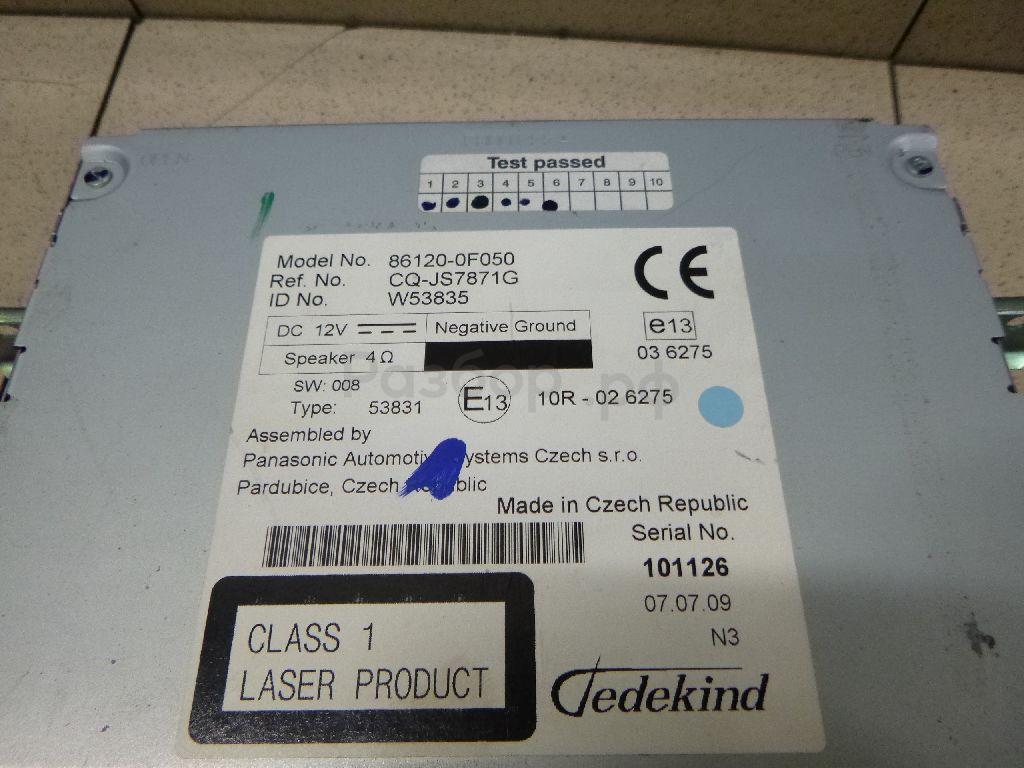 Test passed
1 2 3 4 5 6 7 8 9 10
Model No. 86120-0F050
Ref. No. CQ-JS7871G
ID No. W53835
CE
DC 12V Negative Ground
e13
Speaker 4Ω
03 6275
Разбор.рф
SW: 008
Type: 53831 E13 10R - 02 6275
Assembled by
Panasonic Automotive Systems Czech s.r.o.
Pardubice, Czech Republic
Made in Czech Republic
Serial No.
101126
07.07.09
N3
CLASS 1
LASER PRODUCT
Tedekind